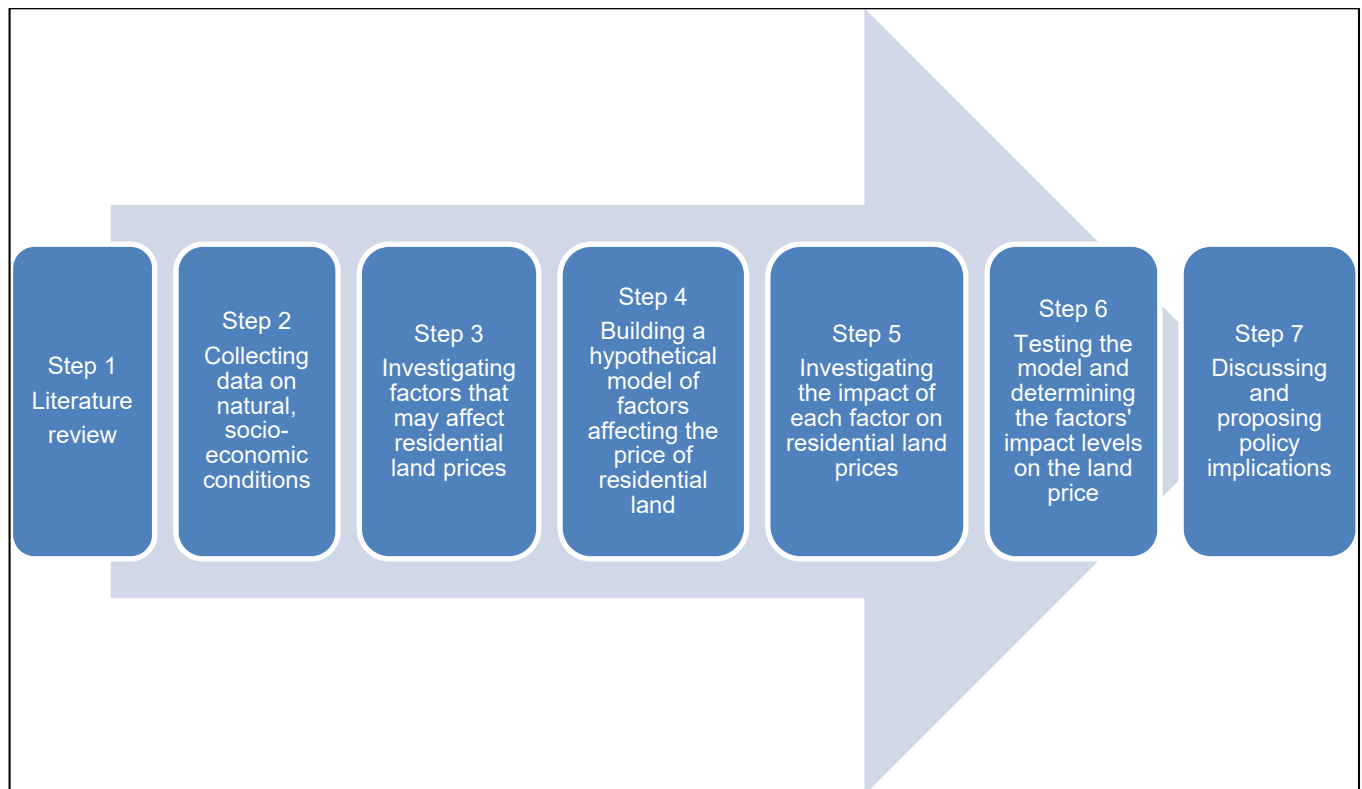 Step 1
Literature
review
Step 2
Collecting
data on
natural,
socio-
economic
conditions
Step 3
Investigating
factors that
may affect
residential
land prices
Step 4
Building a
hypothetical
model of
factors
affecting the
price of
residential
land
Step 5
Investigating
the impact of
each factor on
residential land
prices
Step 6
Testing the
model and
determining
the factors'
impact levels
on the land
price
Step 7
Discussing
and
proposing
policy
implications